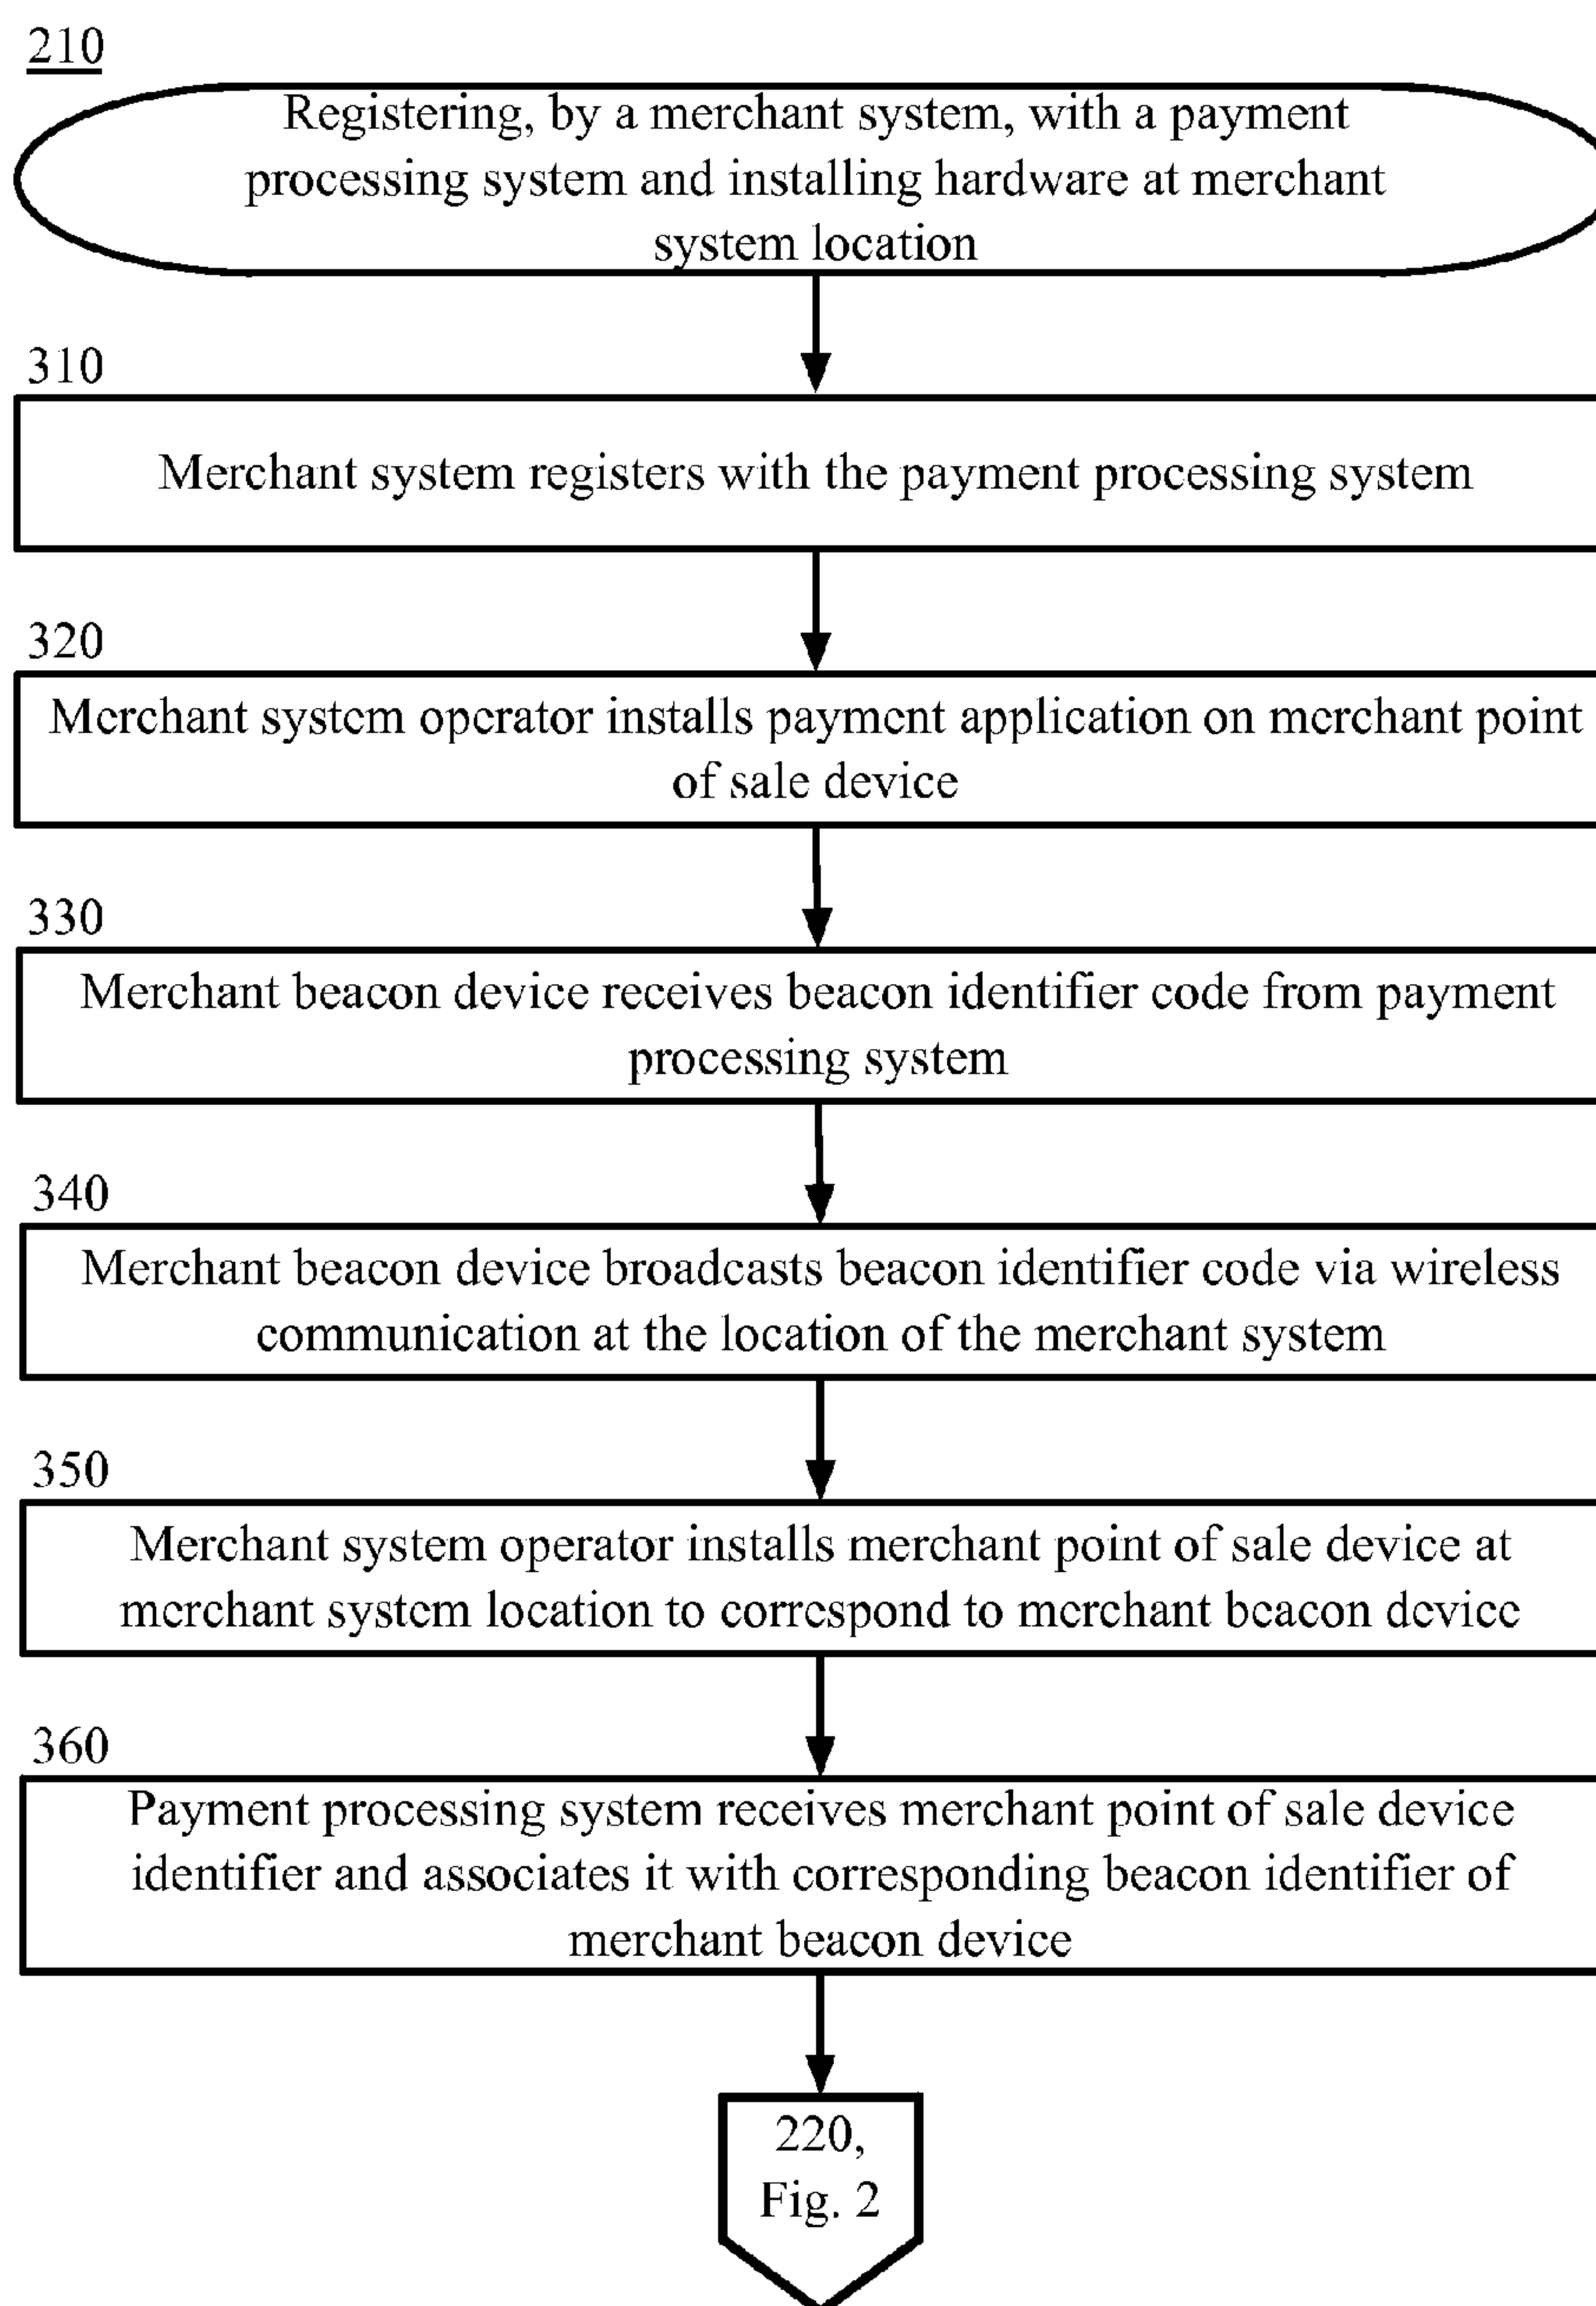 210
Registering, by a merchant system, with a payment
processing system and installing hardware at merchant
system location
310
Merchant system registers with the payment processing system
320
Merchant system operator installs payment application on merchant point
of sale device
330
Merchant beacon device receives beacon identifier code from payment
processing system
340
Merchant beacon device broadcasts beacon identifier code via wireless
communication at the location of the merchant system
350
Merchant system operator installs merchant point of sale device at
merchant system location to correspond to merchant beacon device
360
Payment processing system receives merchant point of sale device
identifier and associates it with corresponding beacon identifier of
merchant beacon device
220,
Fig. 2